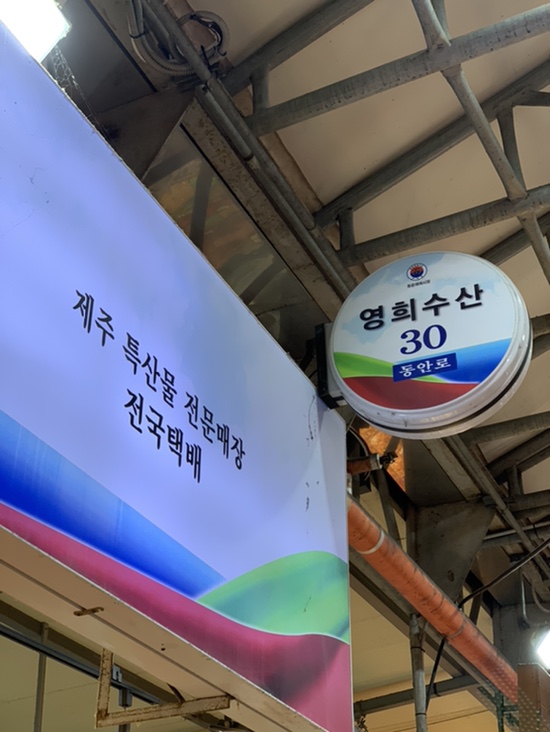 제주 특산물 전문매장
전국택배
영희수산
30
동안로